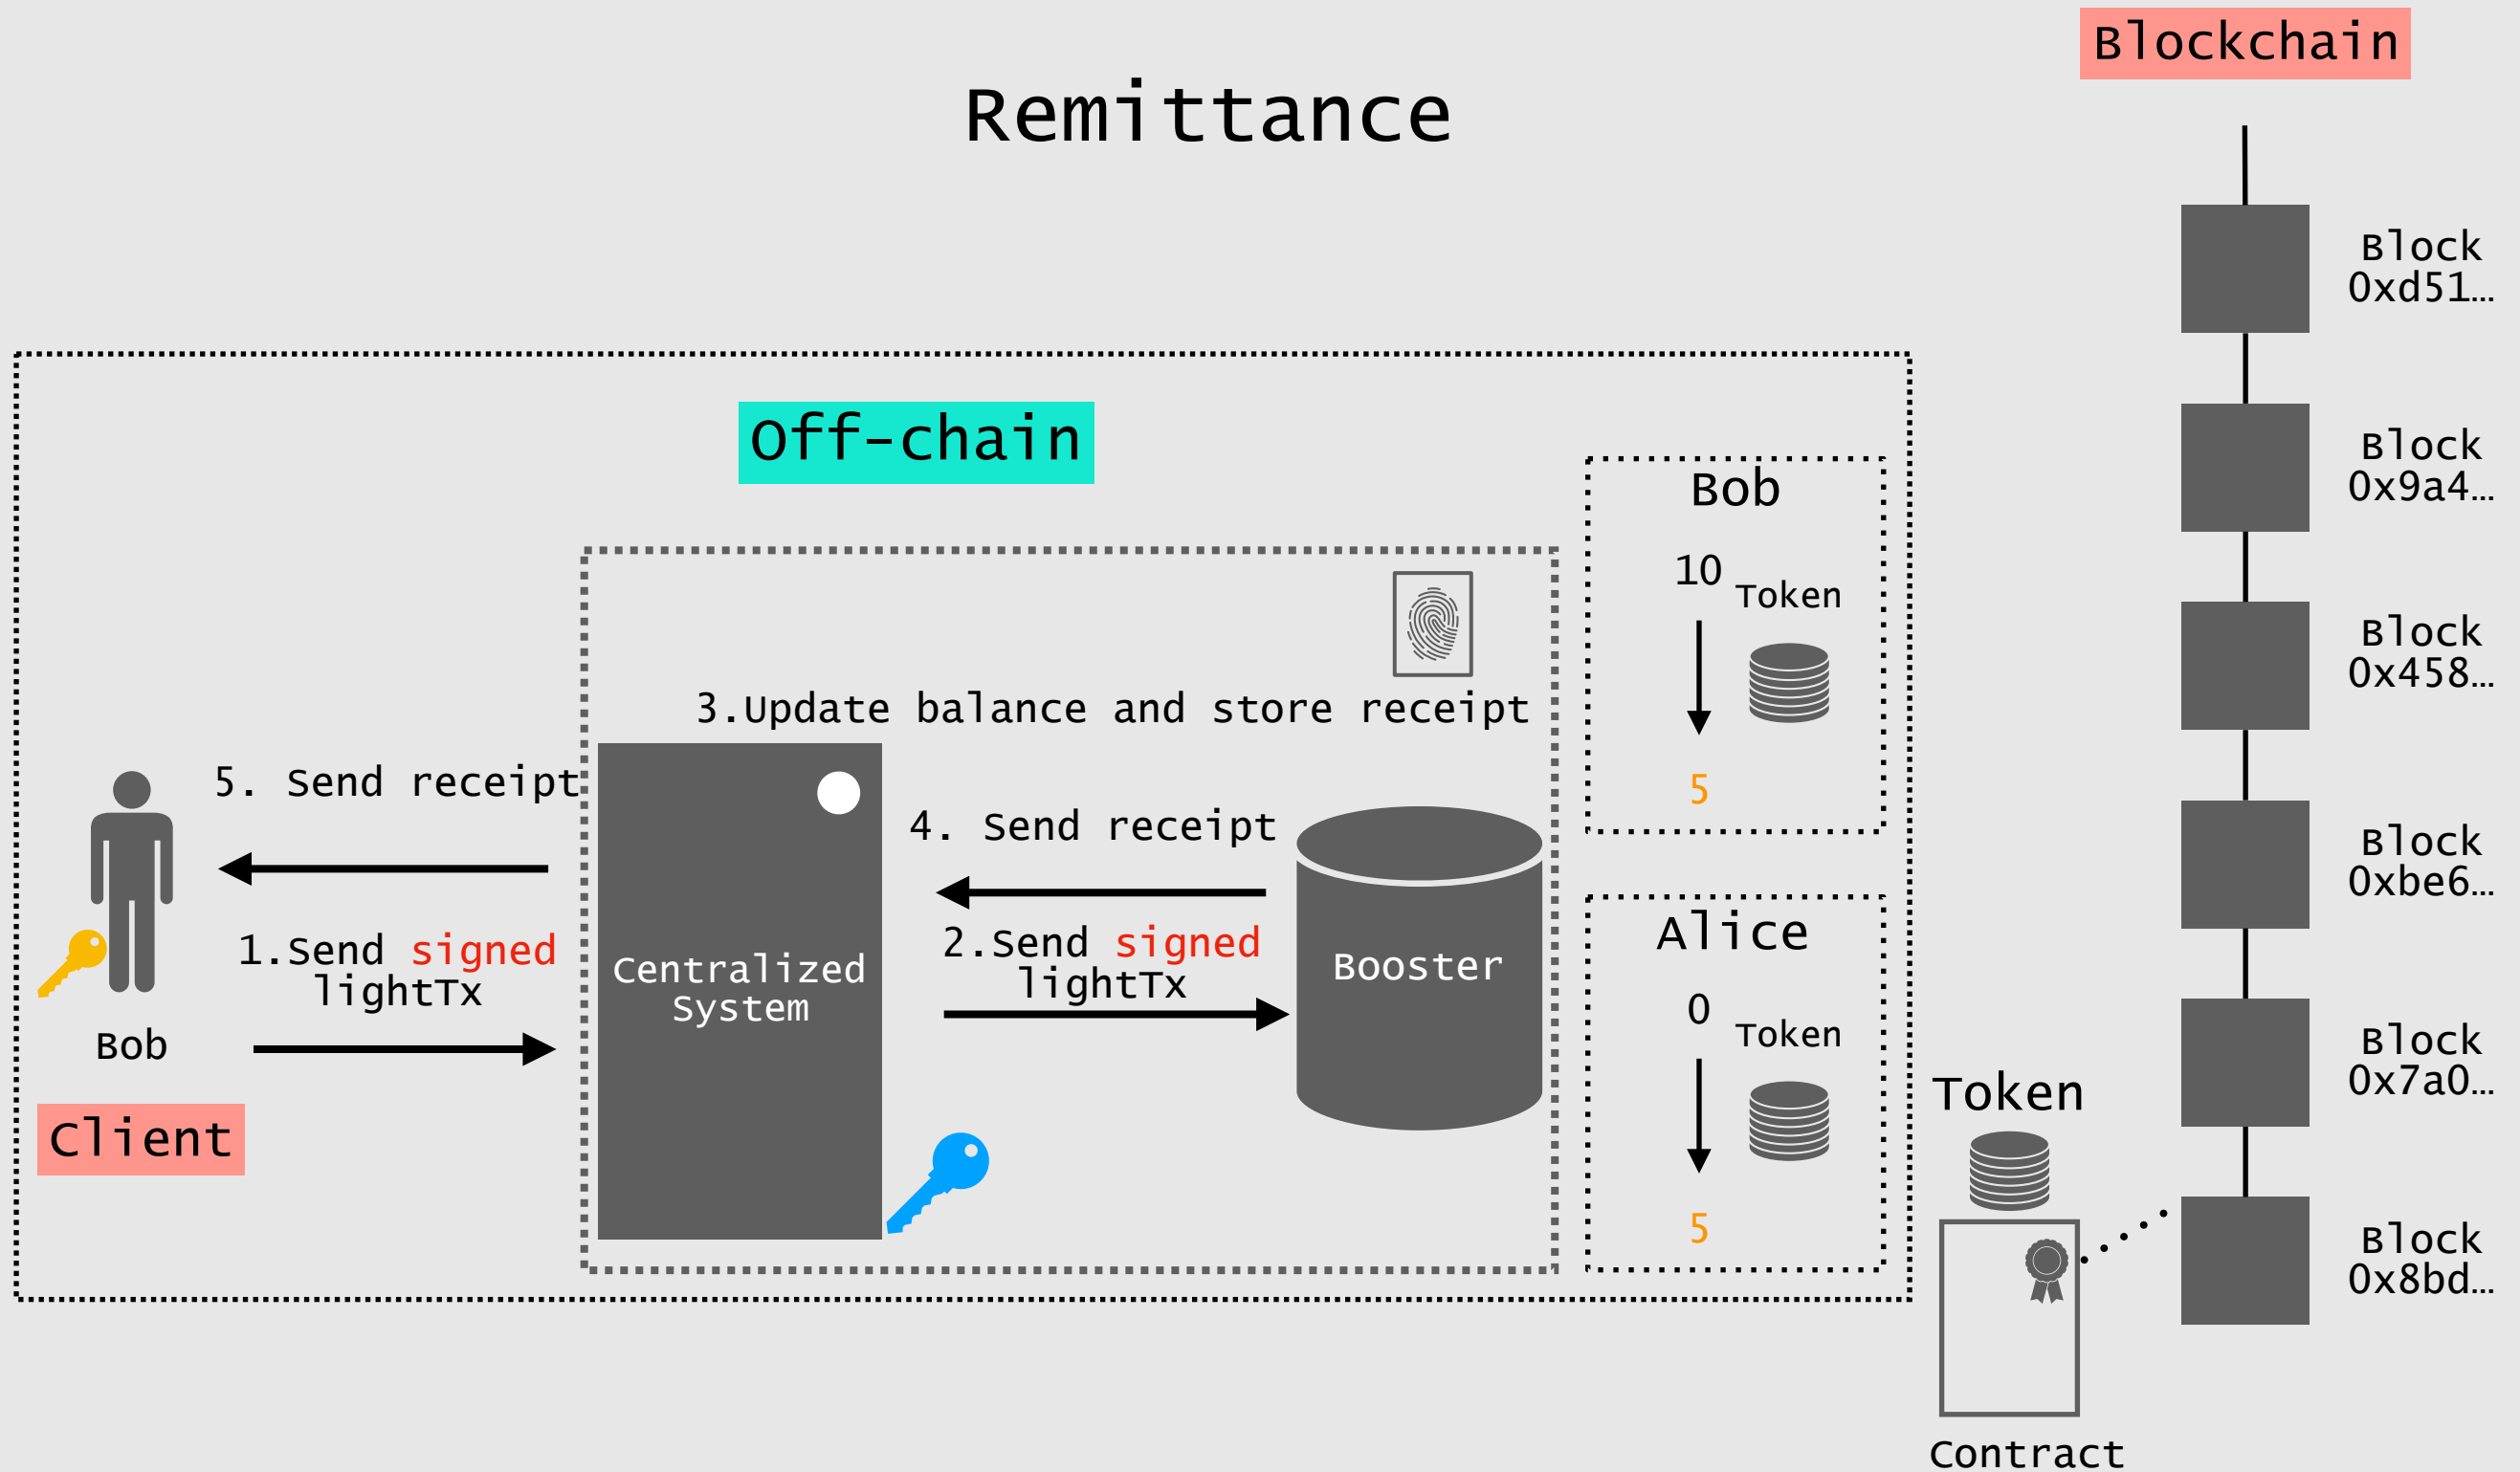 Remittance
Blockchain
Off-chain
3.Update balance and store receipt
5. Send receipt
4. Send receipt
1.Send signed
lightTx
2.Send signed
lightTx
Centralized
System
Booster
Bob
Client
Bob
10
Token
5
Alice
0
Token
5
Token
Contract
Block
0xd51…
Block
0x9a4…
Block
0x458…
Block
0xbe6…
Block
0x7a0…
Block
0x8bd…